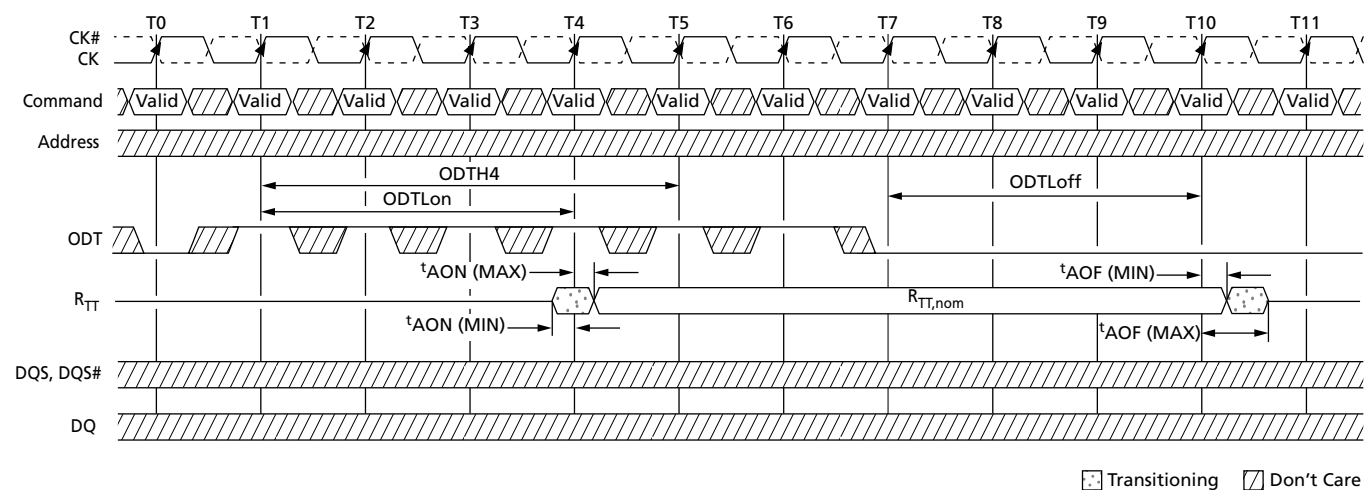 T0 T1 T2 T3 T4 T5 T6 T7 T8 T9 T10 T11
CK#
CK
Command Valid Valid Valid Valid Valid Valid Valid Valid Valid Valid Valid Valid
Address
ODTH4
ODTLoff
ODTLon
ODT
tAON (MAX) tAOF (MIN)
RTT RTT,nom
tAON (MIN) tAOF (MAX)
DQS, DQS#
DQ
Transitioning Don't Care